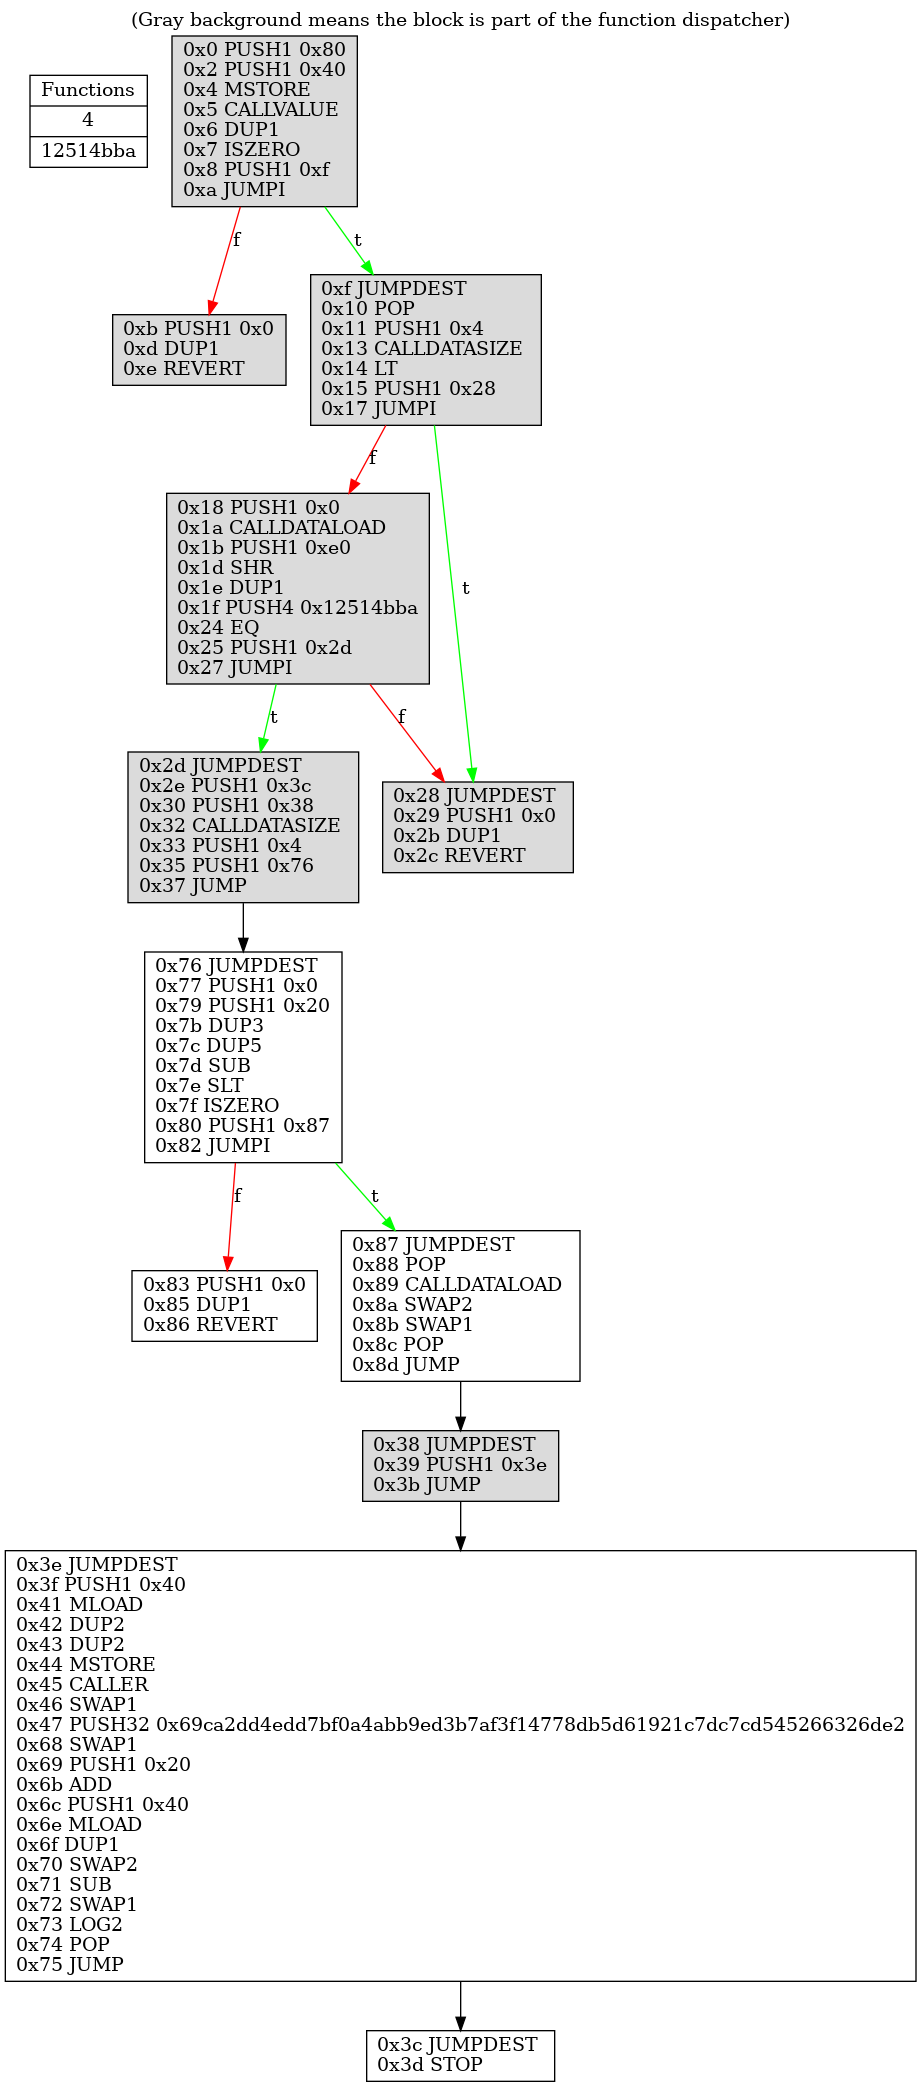 (Gray background means the block is part of the function dispatcher)
Functions
4
12514bba
0x0 PUSH1 0x80
0x2 PUSH1 0x40
0x4 MSTORE
0x5 CALLVALUE
0x6 DUP1
0x7 ISZERO
0x8 PUSH1 0xf
0xa JUMPI
f
t
0xb PUSH1 0x0
0xd DUP1
0xe REVERT
0xf JUMPDEST
0x10 POP
0x11 PUSH1 0x4
0x13 CALLDATASIZE
0x14 LT
0x15 PUSH1 0x28
0x17 JUMPI
f
t
0x18 PUSH1 0x0
0x1a CALLDATALOAD
0x1b PUSH1 0xe0
0x1d SHR
0x1e DUP1
0x1f PUSH4 0x12514bba
0x24 EQ
0x25 PUSH1 0x2d
0x27 JUMPI
t
f
0x2d JUMPDEST
0x2e PUSH1 0x3c
0x30 PUSH1 0x38
0x32 CALLDATASIZE
0x33 PUSH1 0x4
0x35 PUSH1 0x76
0x37 JUMP
0x28 JUMPDEST
0x29 PUSH1 0x0
0x2b DUP1
0x2c REVERT
0x76 JUMPDEST
0x77 PUSH1 0x0
0x79 PUSH1 0x20
0x7b DUP3
0x7c DUP5
0x7d SUB
0x7e SLT
0x7f ISZERO
0x80 PUSH1 0x87
0x82 JUMPI
f
t
0x83 PUSH1 0x0
0x85 DUP1
0x86 REVERT
0x87 JUMPDEST
0x88 POP
0x89 CALLDATALOAD
0x8a SWAP2
0x8b SWAP1
0x8c POP
0x8d JUMP
0x38 JUMPDEST
0x39 PUSH1 0x3e
0x3b JUMP
0x3e JUMPDEST
0x3f PUSH1 0x40
0x41 MLOAD
0x42 DUP2
0x43 DUP2
0x44 MSTORE
0x45 CALLER
0x46 SWAP1
0x47 PUSH32 0x69ca2dd4edd7bf0a4abb9ed3b7af3f14778db5d61921c7dc7cd545266326de2
0x68 SWAP1
0x69 PUSH1 0x20
0x6b ADD
0x6c PUSH1 0x40
0x6e MLOAD
0x6f DUP1
0x70 SWAP2
0x71 SUB
0x72 SWAP1
0x73 LOG2
0x74 POP
0x75 JUMP
0x3c JUMPDEST
0x3d STOP